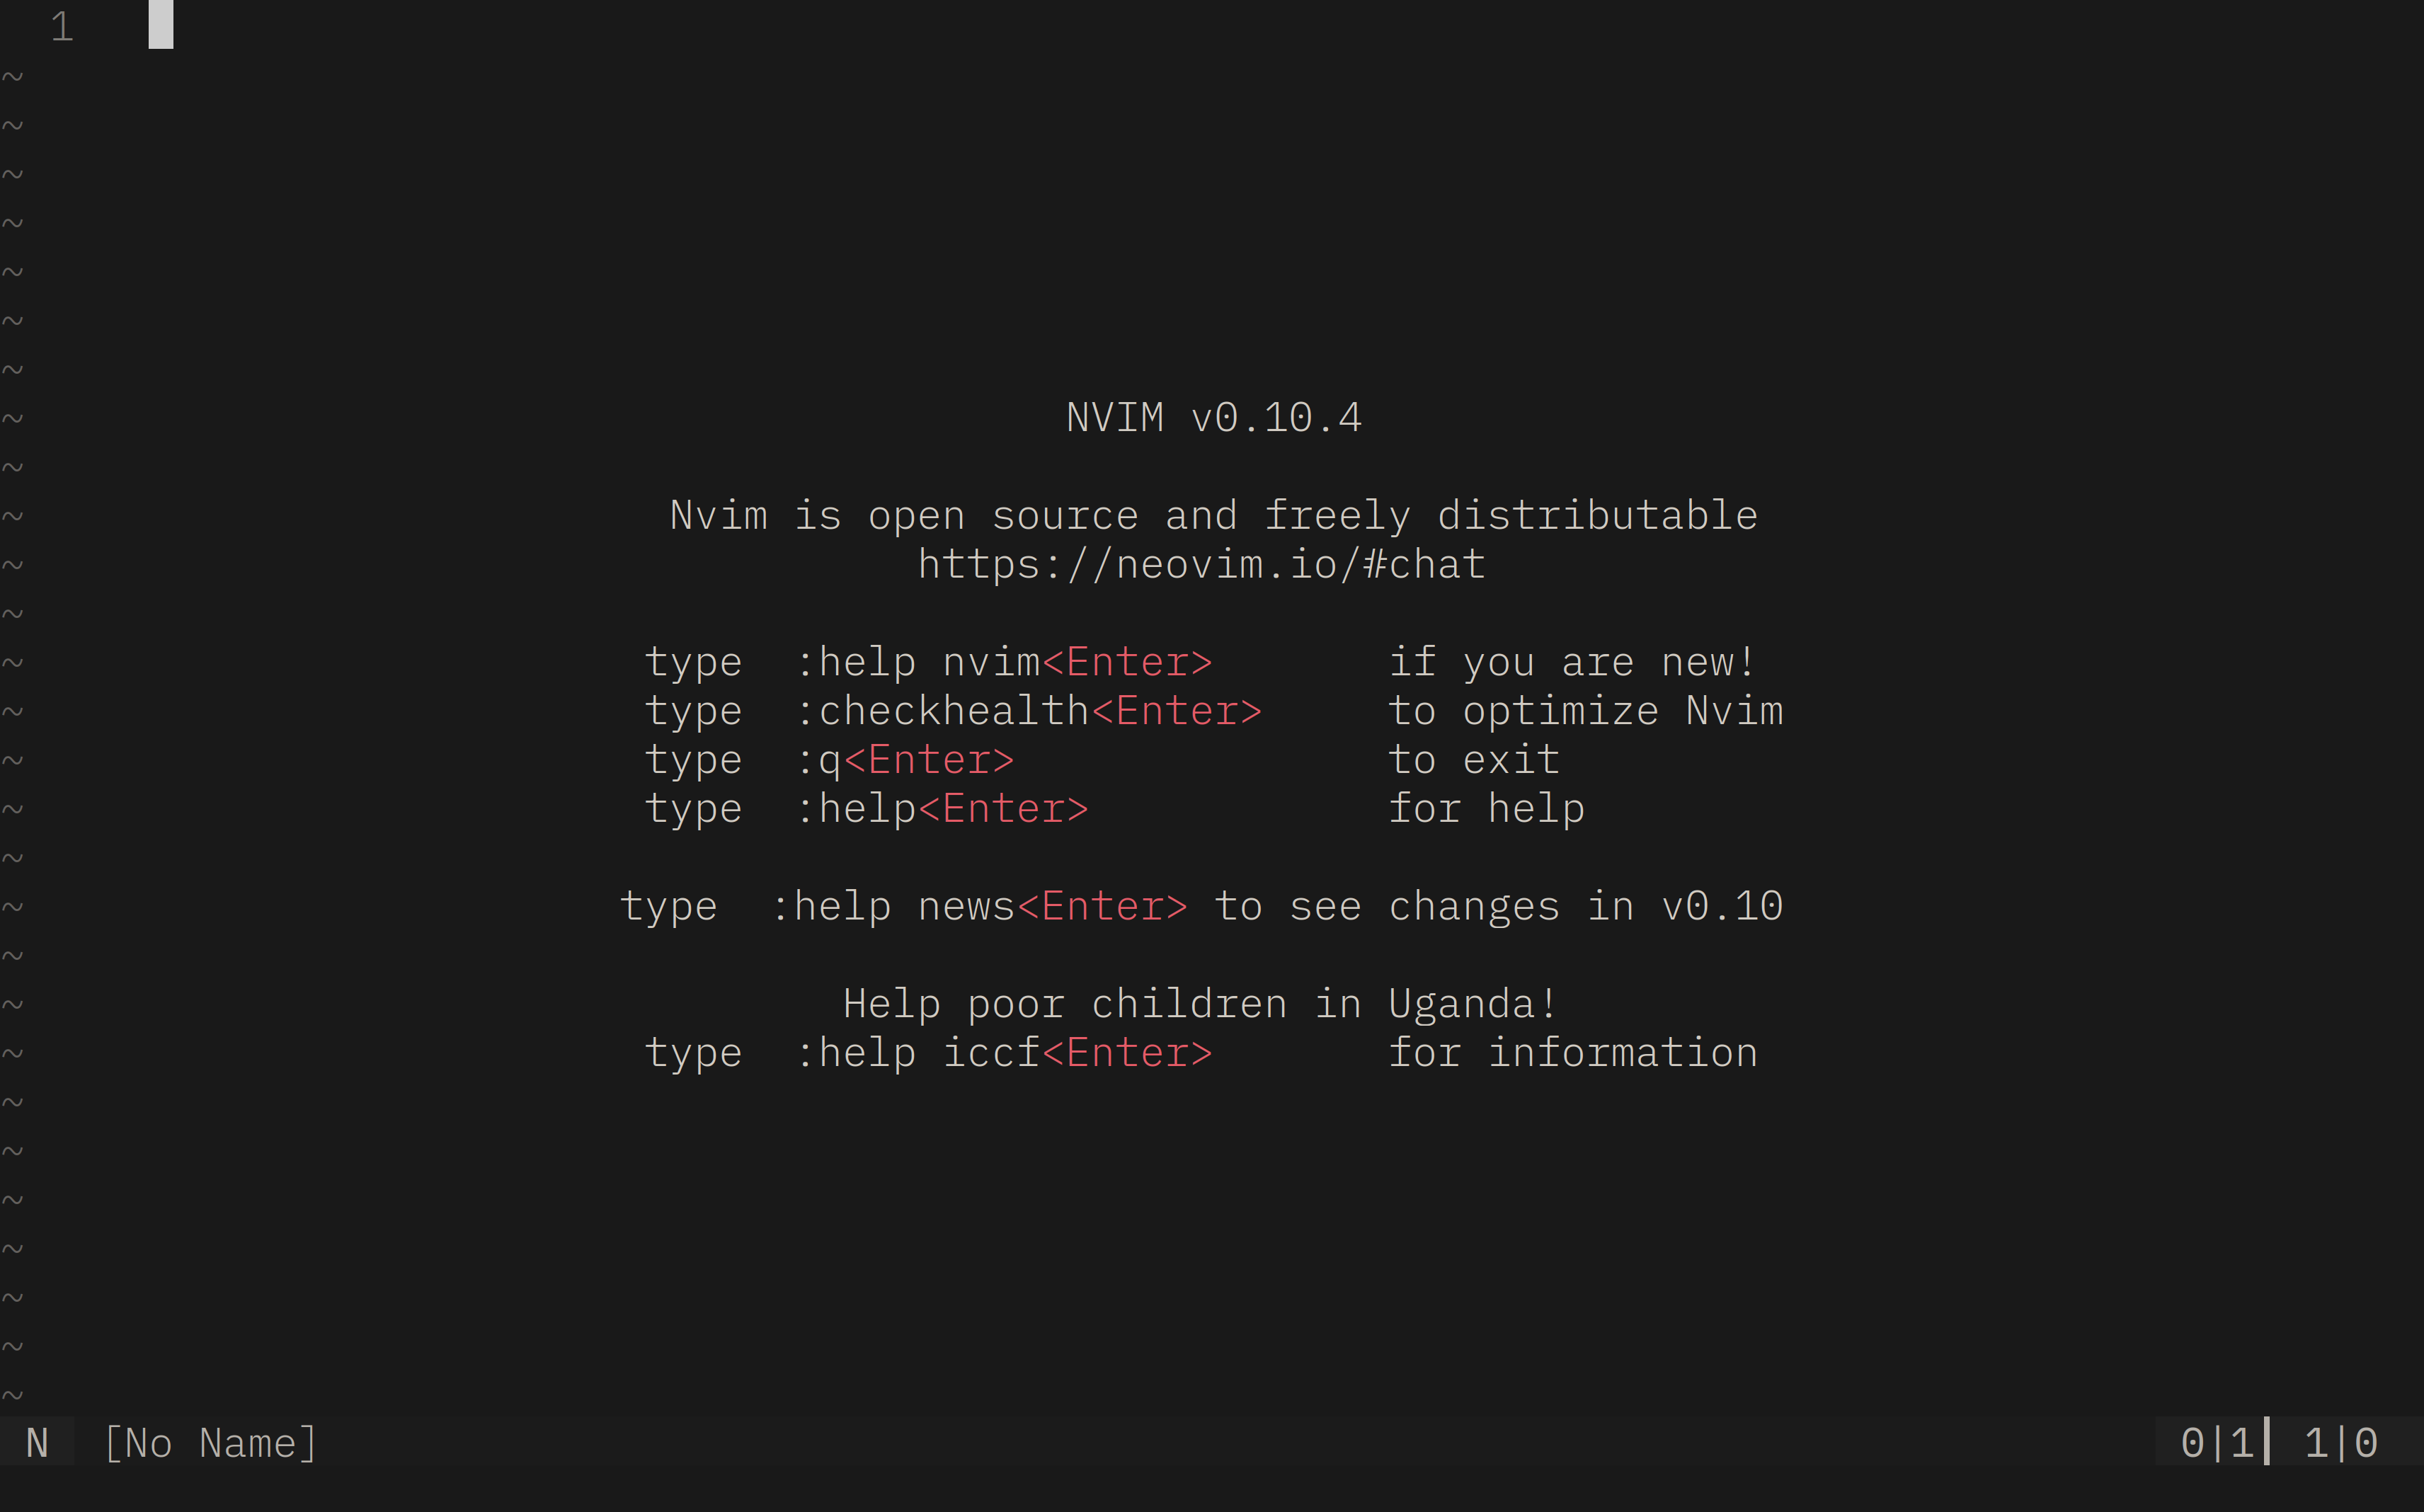 1
~
~
~
~
~
~
~
~ NVIM v0.10.4
~
~ Nvim is open source and freely distributable
~ https://neovim.io/#chat
~
~ type  :help nvim<Enter>       if you are new!
~ type  :checkhealth<Enter>     to optimize Nvim
~ type  :q<Enter>               to exit
~ type  :help<Enter>            for help
~
~ type  :help news<Enter> to see changes in v0.10
~
~ Help poor children in Uganda!
~ type  :help iccf<Enter>       for information
~
~
~
~
~
~
~
N [No Name] 0|1 1|0